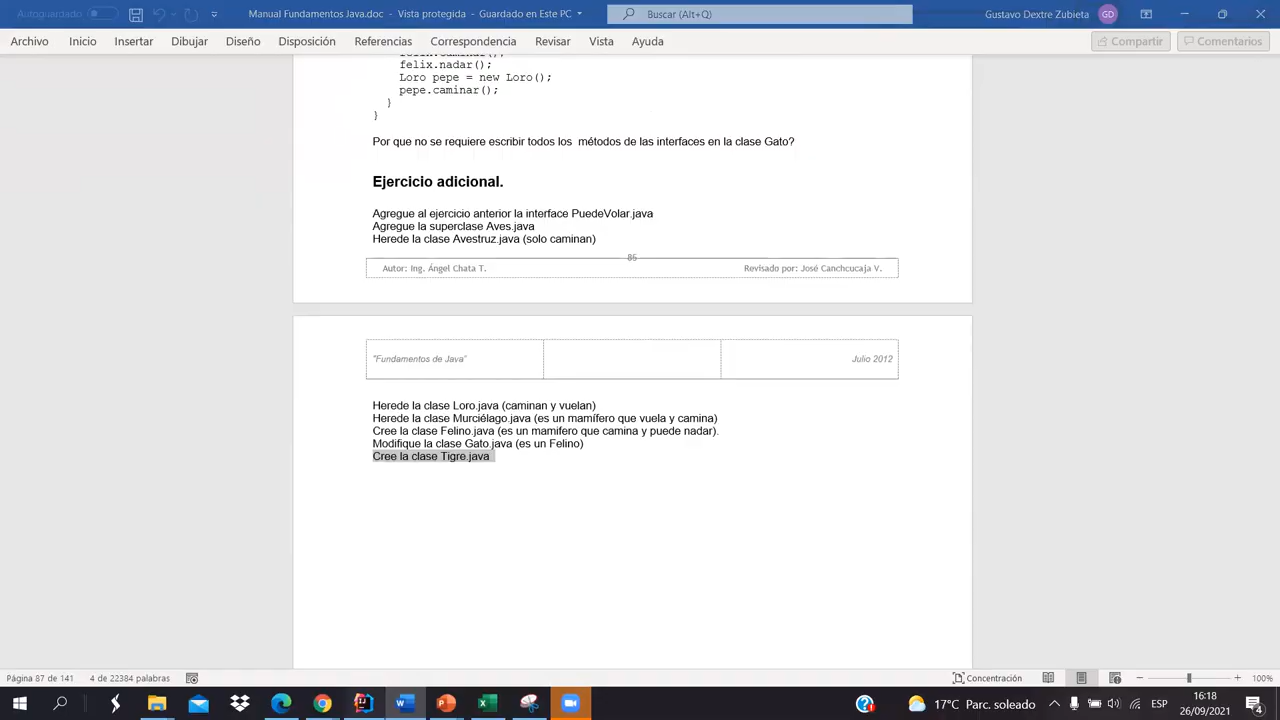 Autoguardado
Manual Fundamentos Java.doc • Guardado en Este PC
Buscar (Alt+Q)
Gustavo Dextre Zubieta
GD
Archivo
Inicio
Insertar
Dibujar
Diseño
Disposición
Referencias
Correspondencia
Revisar
Vista
Ayuda
Compartir
Comentarios
felix.nadar();
Loro pepe = new Loro();
pepe.caminar();
}
}
Por que no se requiere escribir todos los  métodos de las interfaces en la clase Gato?
Ejercicio adicional.
Agregue al ejercicio anterior la interface PuedeVolar.java
Agregue la superclase Aves.java
Herede la clase Avestruz.java (solo caminan)
85
Autor: Ing. Ángel Chata T.
Revisado por: José Canchcucaja V.
"Fundamentos de Java"
Julio 2012
Herede la clase Loro.java (caminan y vuelan)
Herede la clase Murciélago.java (es un mamífero que vuela y camina)
Cree la clase Felino.java (es un mamifero que camina y puede nadar).
Modifique la clase Gato.java (es un Felino)
Cree la clase Tigre.java
Página 87 de 141
4 de 22384 palabras
Concentración
100%
17°C Parc. soleado
ESP
16:18
26/09/2021